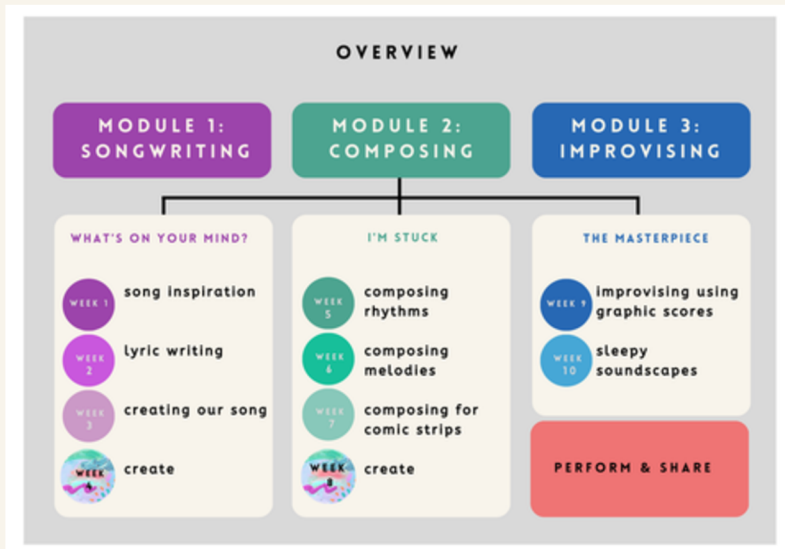 OVERVIEW
MODULE 1:
SONGWRITING
MODULE 2:
COMPOSING
MODULE 3:
IMPROVISING
WHAT'S ON YOUR MIND?
WEEK 1
song inspiration
WEEK
2
lyric writing
WEEK
3
creating our song
WEEK
4
create
I'M STUCK
WEEK
5
composing
rhythms
WEEK
6
composing
melodies
WEEK
7
composing for
comic strips
WEEK
8
create
THE MASTERPIECE
WEEK 9
improvising using
graphic scores
WEEK
10
sleepy
soundscapes
PERFORM & SHARE